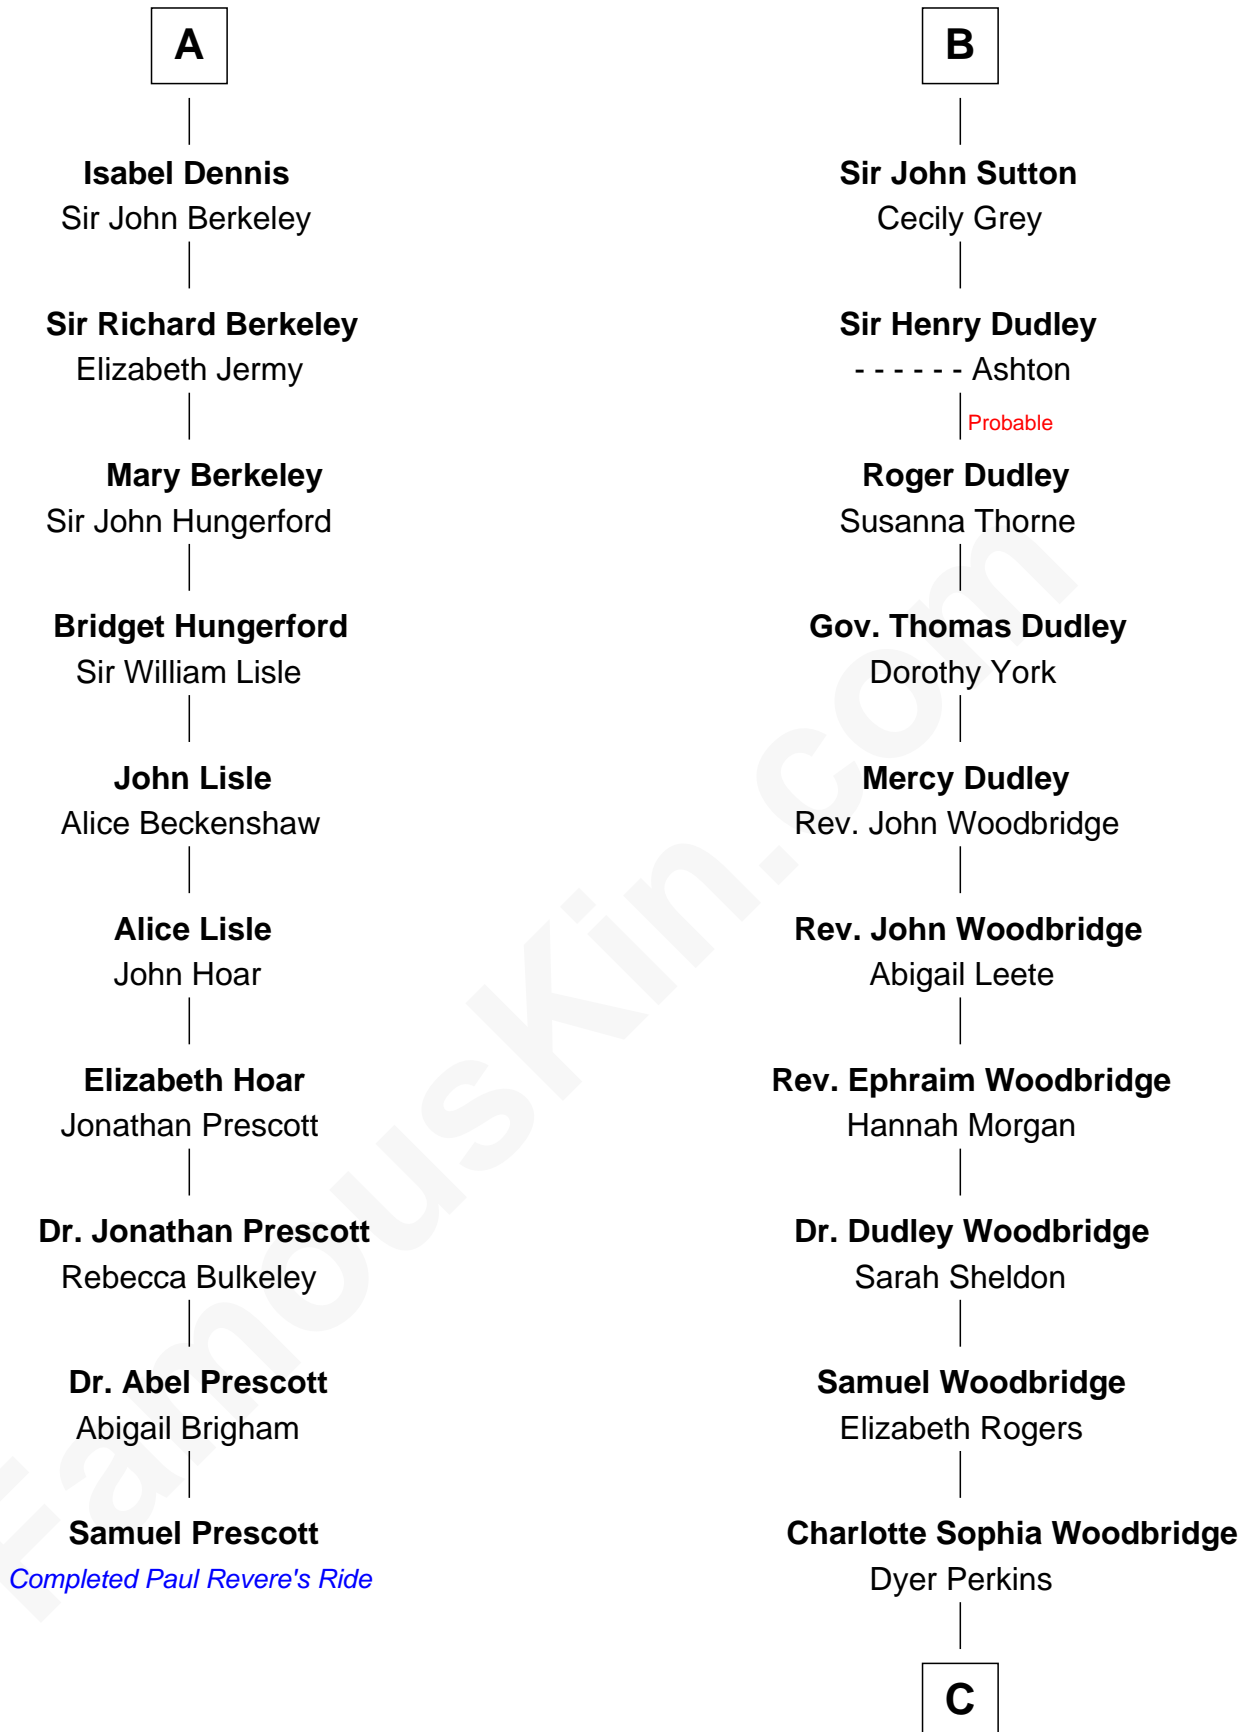 A
Isabel Dennis
Sir John Berkeley
Sir Richard Berkeley
Elizabeth Jermy
Mary Berkeley
Sir John Hungerford
Bridget Hungerford
Sir William Lisle
John Lisle
Alice Beckenshaw
Alice Lisle
John Hoar
Elizabeth Hoar
Jonathan Prescott
Dr. Jonathan Prescott
Rebecca Bulkeley
Dr. Abel Prescott
Abigail Brigham
Samuel Prescott
Completed Paul Revere's Ride
B
Sir John Sutton
Cecily Grey
Sir Henry Dudley
- - - - - - Ashton
Probable
Roger Dudley
Susanna Thorne
Gov. Thomas Dudley
Dorothy York
Mercy Dudley
Rev. John Woodbridge
Rev. John Woodbridge
Abigail Leete
Rev. Ephraim Woodbridge
Hannah Morgan
Dr. Dudley Woodbridge
Sarah Sheldon
Samuel Woodbridge
Elizabeth Rogers
Charlotte Sophia Woodbridge
Dyer Perkins
C
FamousKin.com